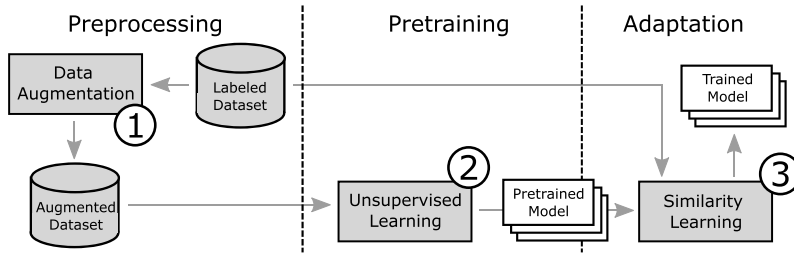 Preprocessing
Pretraining
Adaptation
Data
Augmentation
1
Labeled
Dataset
Augmented
Dataset
Unsupervised
Learning
2
Pretrained
Model
Trained
Model
Similarity
Learning
3